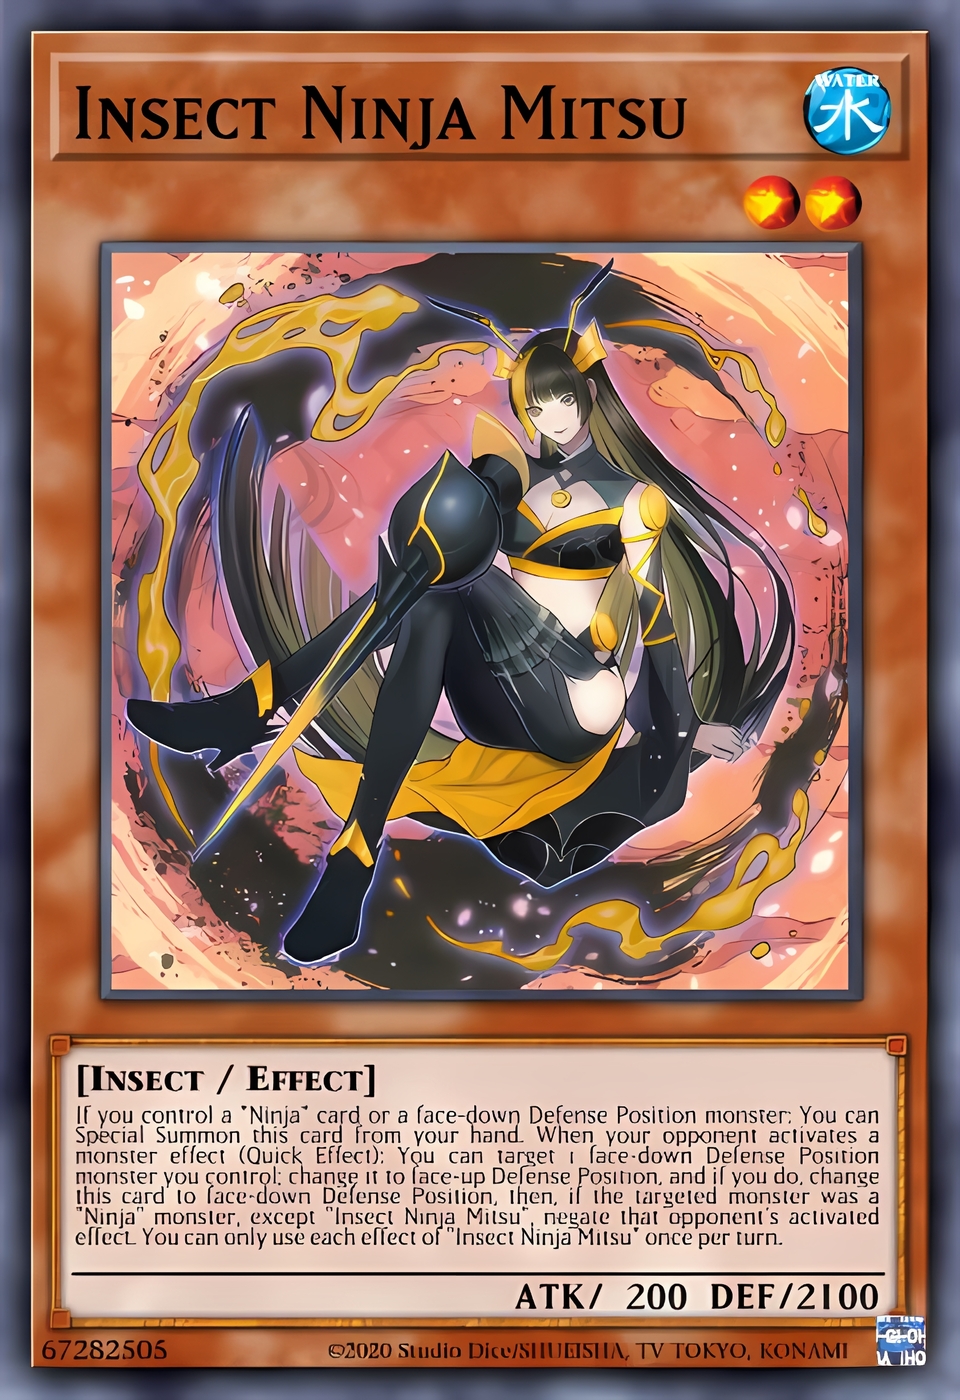 Insect Ninja Mitsu
WATER
水
[Insect / Effect]
If you control a "Ninja" card or a face-down Defense Position monster: You can
Special Summon this card from your hand. When your opponent activates a
monster effect (Quick Effect): You can target 1 face-down Defense Position
monster you control; change it to face-up Defense Position, and if you do, change
this card to face-down Defense Position, then, if the targeted monster was a
"Ninja" monster, except "Insect Ninja Mitsu", negate that opponent's activated
effect. You can only use each effect of "Insect Ninja Mitsu" once per turn.
ATK/ 200 DEF/2100
67282505
©2020 Studio Dice/SHUEISHA, TV TOKYO, KONAMI